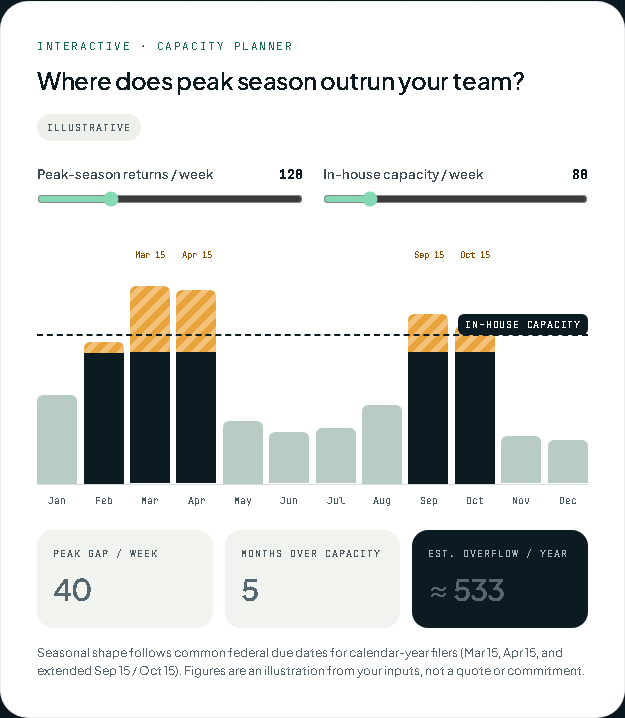 INTERACTIVE · CAPACITY PLANNER
Where does peak season outrun your team?
ILLUSTRATIVE
Peak-season returns / week 120
In-house capacity / week 80
Mar 15 Apr 15 Sep 15 Oct 15
IN-HOUSE CAPACITY
Jan Feb Mar Apr May Jun Jul Aug Sep Oct Nov Dec
PEAK GAP / WEEK
40
MONTHS OVER CAPACITY
5
EST. OVERFLOW / YEAR
≈ 533
Seasonal shape follows common federal due dates for calendar-year filers (Mar 15, Apr 15, and
extended Sep 15 / Oct 15). Figures are an illustration from your inputs, not a quote or commitment.